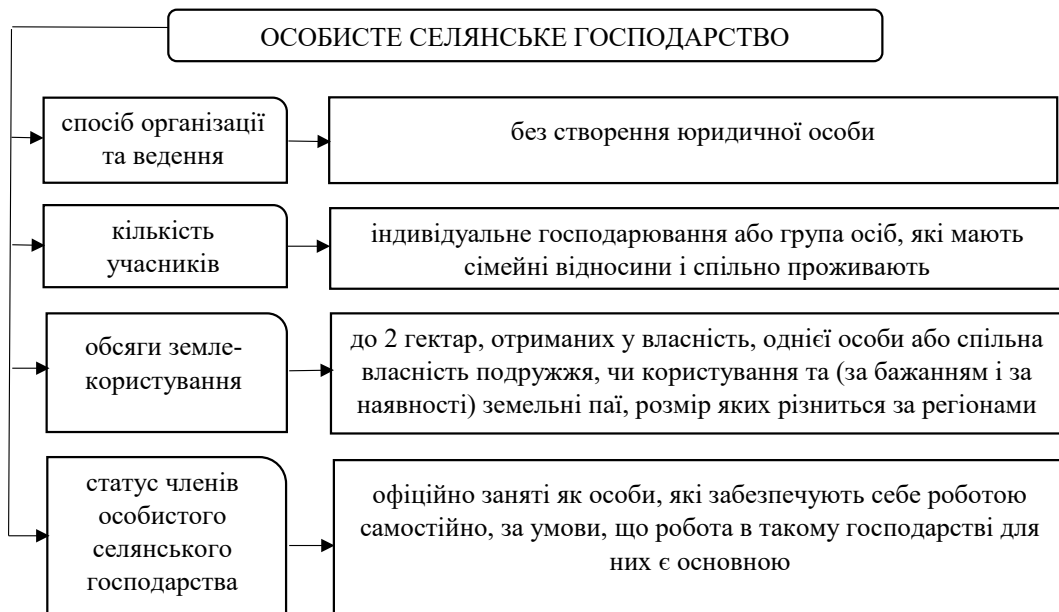 ОСОБИСТЕ СЕЛЯНСЬКЕ ГОСПОДАРСТВО
спосіб організації
та ведення
без створення юридичної особи
кількість
учасників
індивідуальне господарювання або група осіб, які мають
сімейні відносини і спільно проживають
обсяги земле-
користування
до 2 гектар, отриманих у власність, однієї особи або спільна
власність подружжя, чи користування та (за бажанням і за
наявності) земельні паї, розмір яких різниться за регіонами
статус членів
особистого
селянського
господарства
офіційно заняті як особи, які забезпечують себе роботою
самостійно, за умови, що робота в такому господарстві для
них є основною